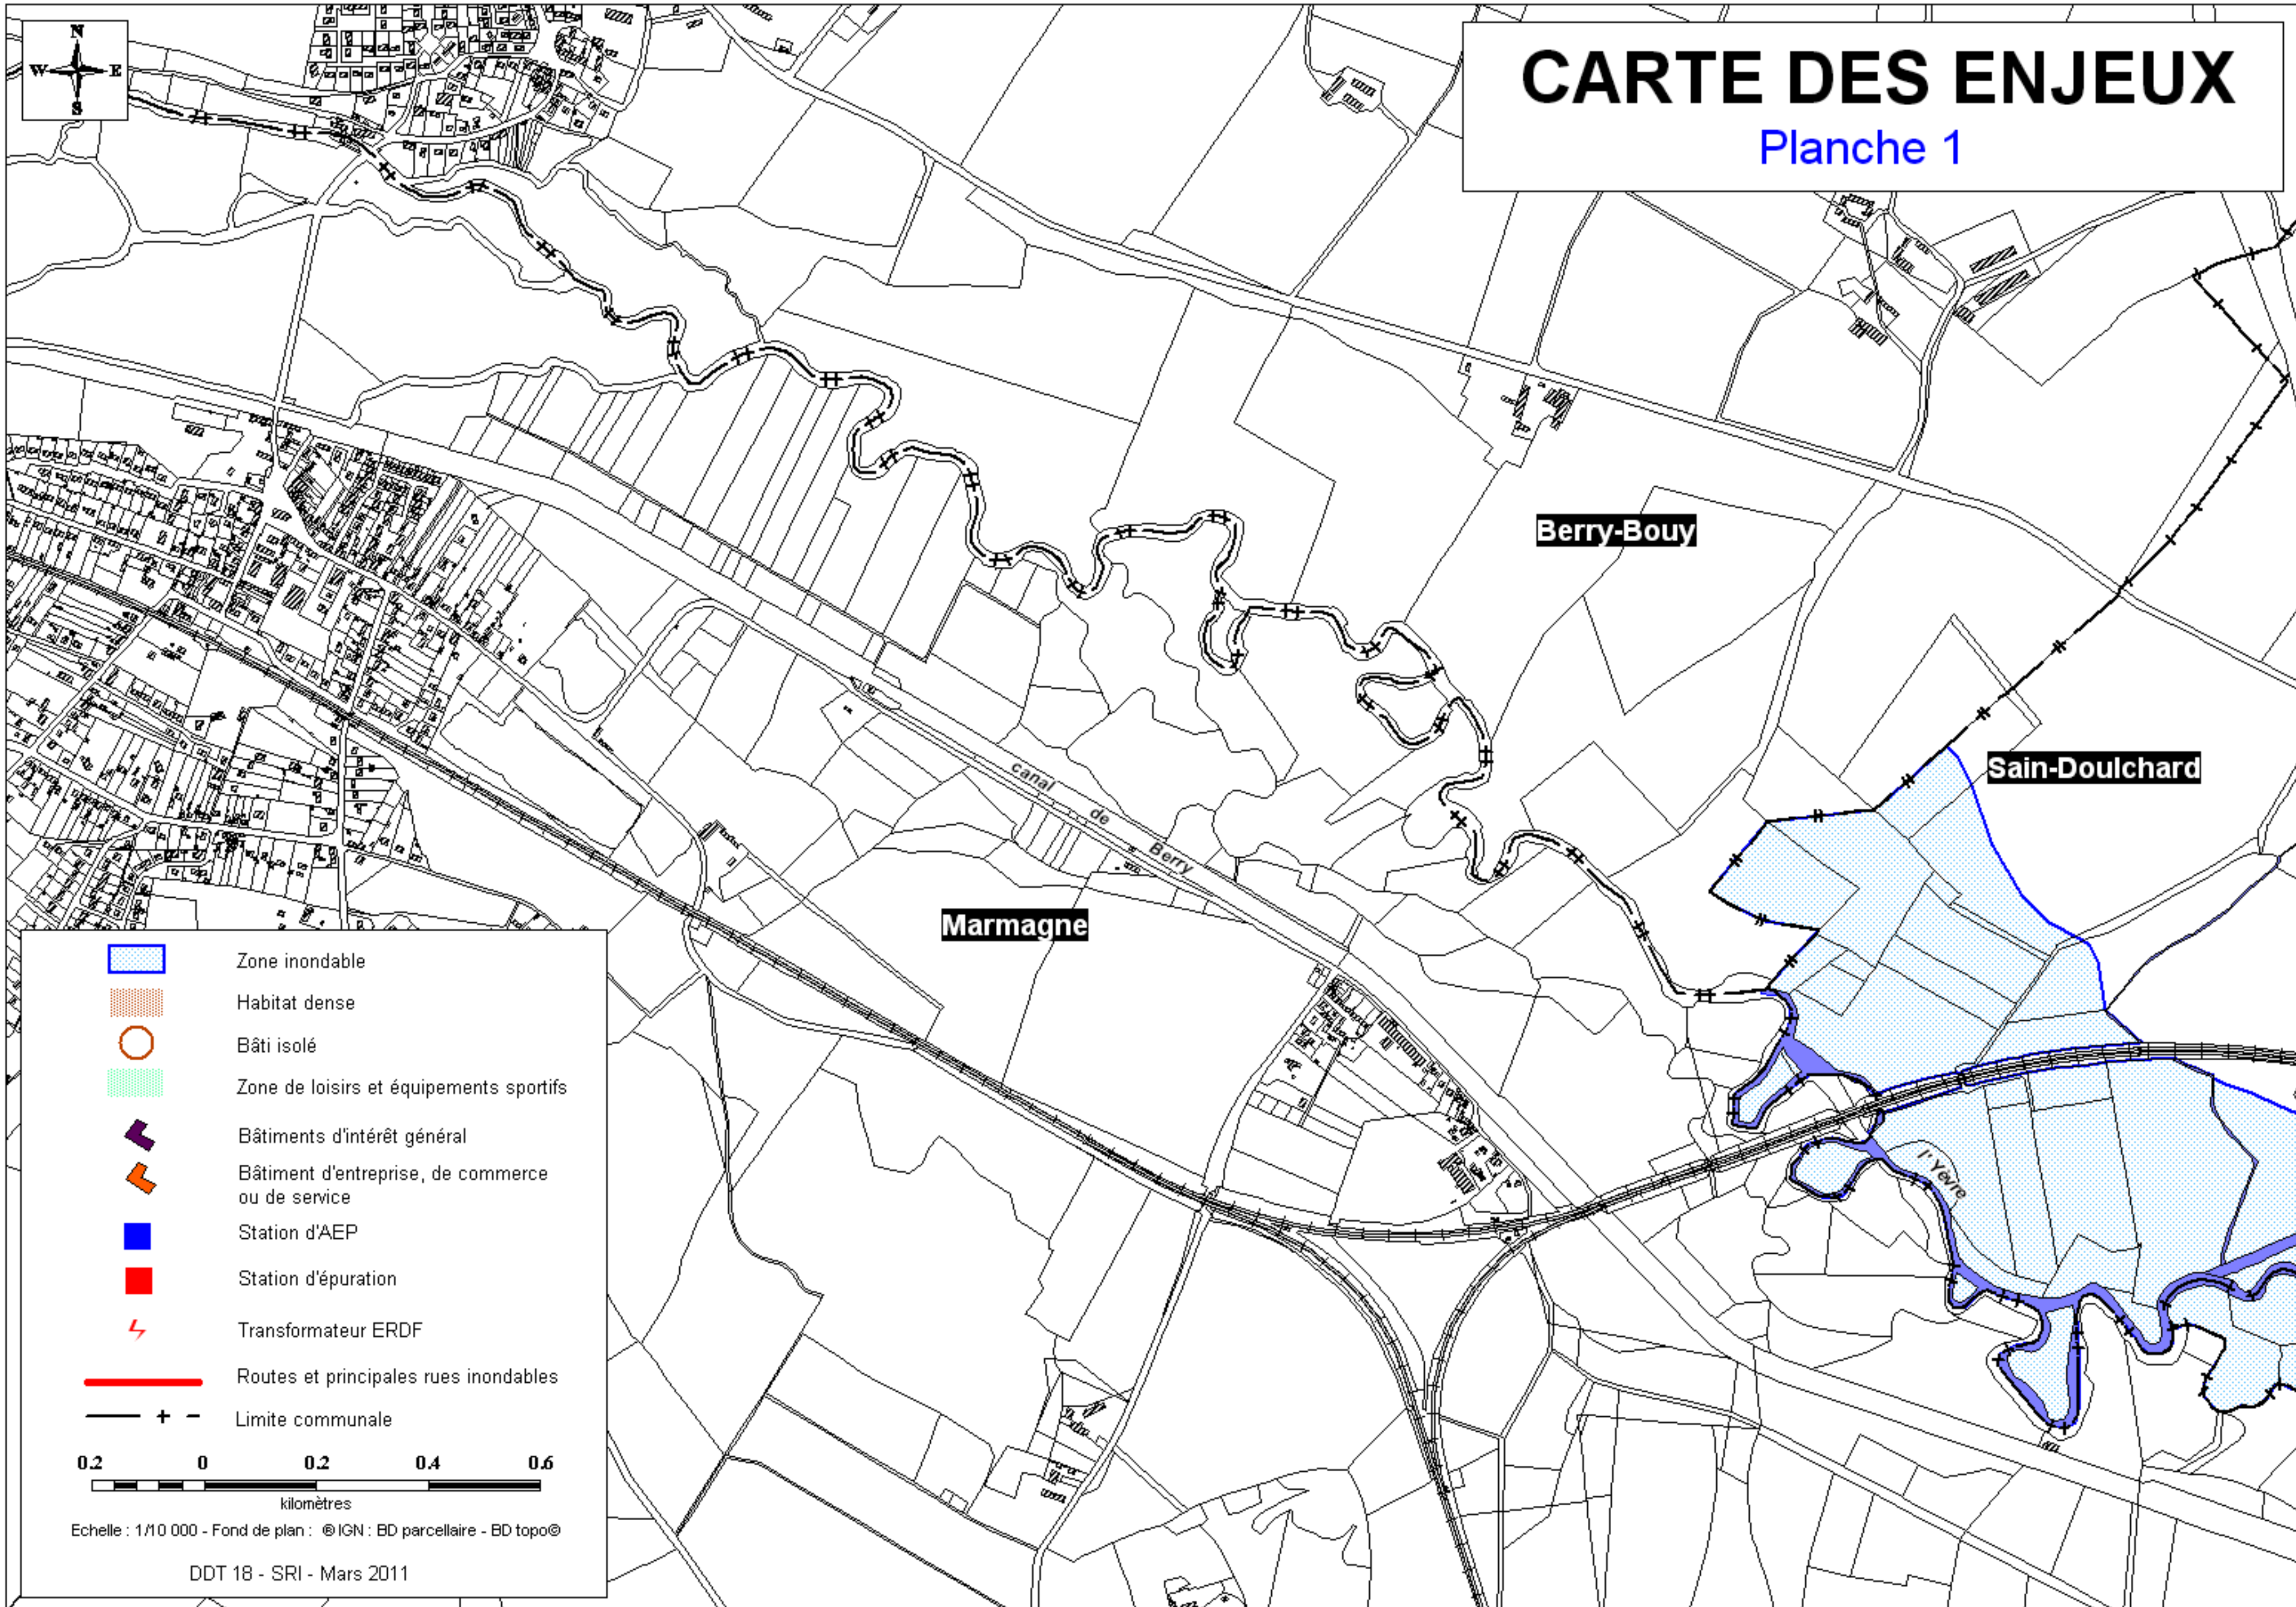 N
W E
S
CARTE DES ENJEUX
Planche 1
Berry-Bouy
Sain-Doulchard
canal de Berry
Marmagne
l'Yèvre
Zone inondable
Habitat dense
Bâti isolé
Zone de loisirs et équipements sportifs
Bâtiments d'intérêt général
Bâtiment d'entreprise, de commerce
ou de service
Station d'AEP
Station d'épuration
Transformateur ERDF
Routes et principales rues inondables
Limite communale
0.2 0 0.2 0.4 0.6
kilomètres
Echelle : 1/10 000 - Fond de plan : ®IGN : BD parcellaire - BD topo©
DDT 18 - SRI - Mars 2011